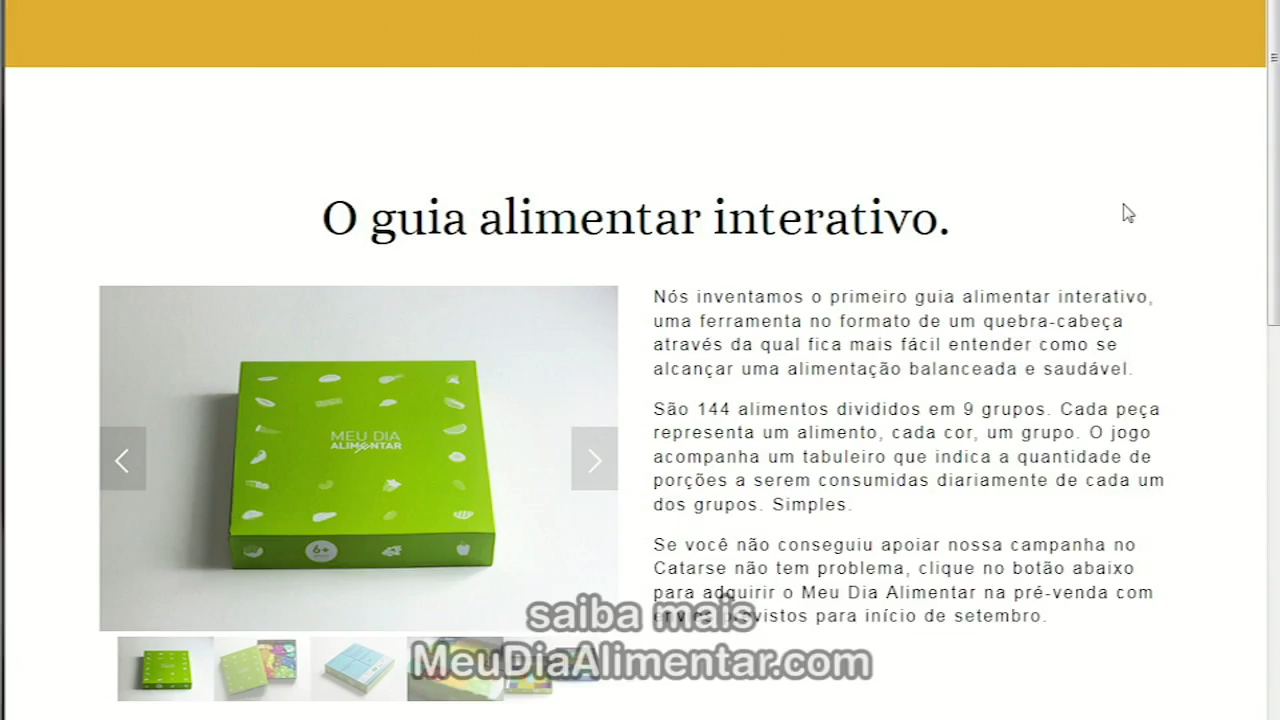 O guia alimentar interativo.
Nós inventamos o primeiro guia alimentar interativo,
uma ferramenta no formato de um quebra-cabeça
através da qual fica mais fácil entender como se
alcançar uma alimentação balanceada e saudável.
São 144 alimentos divididos em 9 grupos. Cada peça
representa um alimento, cada cor, um grupo. O jogo
acompanha um tabuleiro que indica a quantidade de
porções a serem consumidas diariamente de cada um
dos grupos. Simples.
Se você não conseguiu apoiar nossa campanha no
Catarse não tem problema, clique no botão abaixo
para adquirir o Meu Dia Alimentar na pré-venda com
envios previstos para início de setembro.
MEU DIA
ALIMENTAR
6+
saiba mais
MeuDiaAlimentar.com